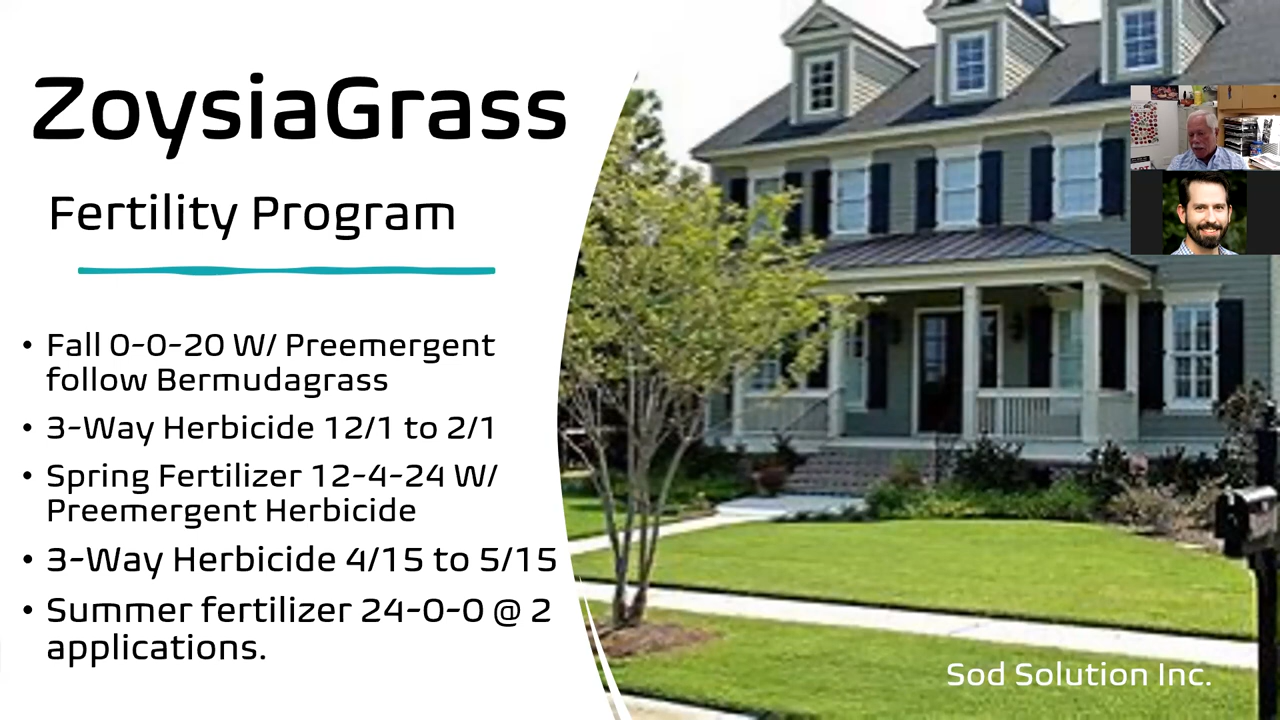 ZoysiaGrass
Fertility Program
• Fall 0-0-20 W/ Preemergent
follow Bermudagrass
• 3-Way Herbicide 12/1 to 2/1
• Spring Fertilizer 12-4-24 W/
Preemergent Herbicide
• 3-Way Herbicide 4/15 to 5/15
• Summer fertilizer 24-0-0 @ 2
applications.
Sod Solution Inc.